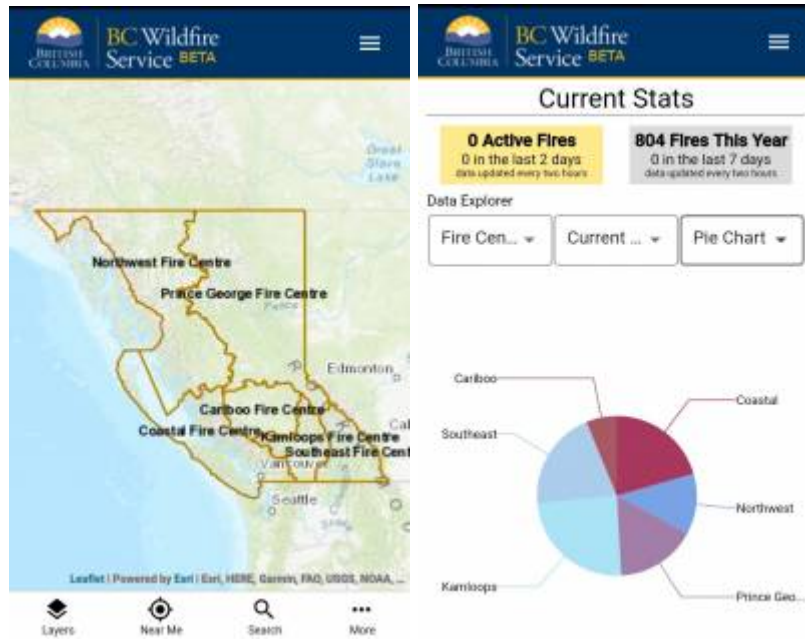 BRITISH
COLUMBIA
BC Wildfire
Service BETA
Great
Slave
Lake
Northwest Fire Centre
Prince George Fire Centre
Peace
Edmonton
Cariboo Fire Centre
Coastal Fire Centre
Kamloops Fire Centre
Southeast Fire Cent
Cal
Vancouver
Seattle
Leaflet | Powered by Esri | Esri, HERE, Garmin, FAO, USGS, NOAA, ...
Layers
Near Me
Search
More
BRITISH
COLUMBIA
BC Wildfire
Service BETA
Current Stats
0 Active Fires
0 in the last 2 days
data updated every two hours
804 Fires This Year
0 in the last 7 days
data updated every two hours
Data Explorer
Fire Cen...
Current ...
Pie Chart
Cariboo
Coastal
Southeast
Northwest
Kamloops
Prince Geo...